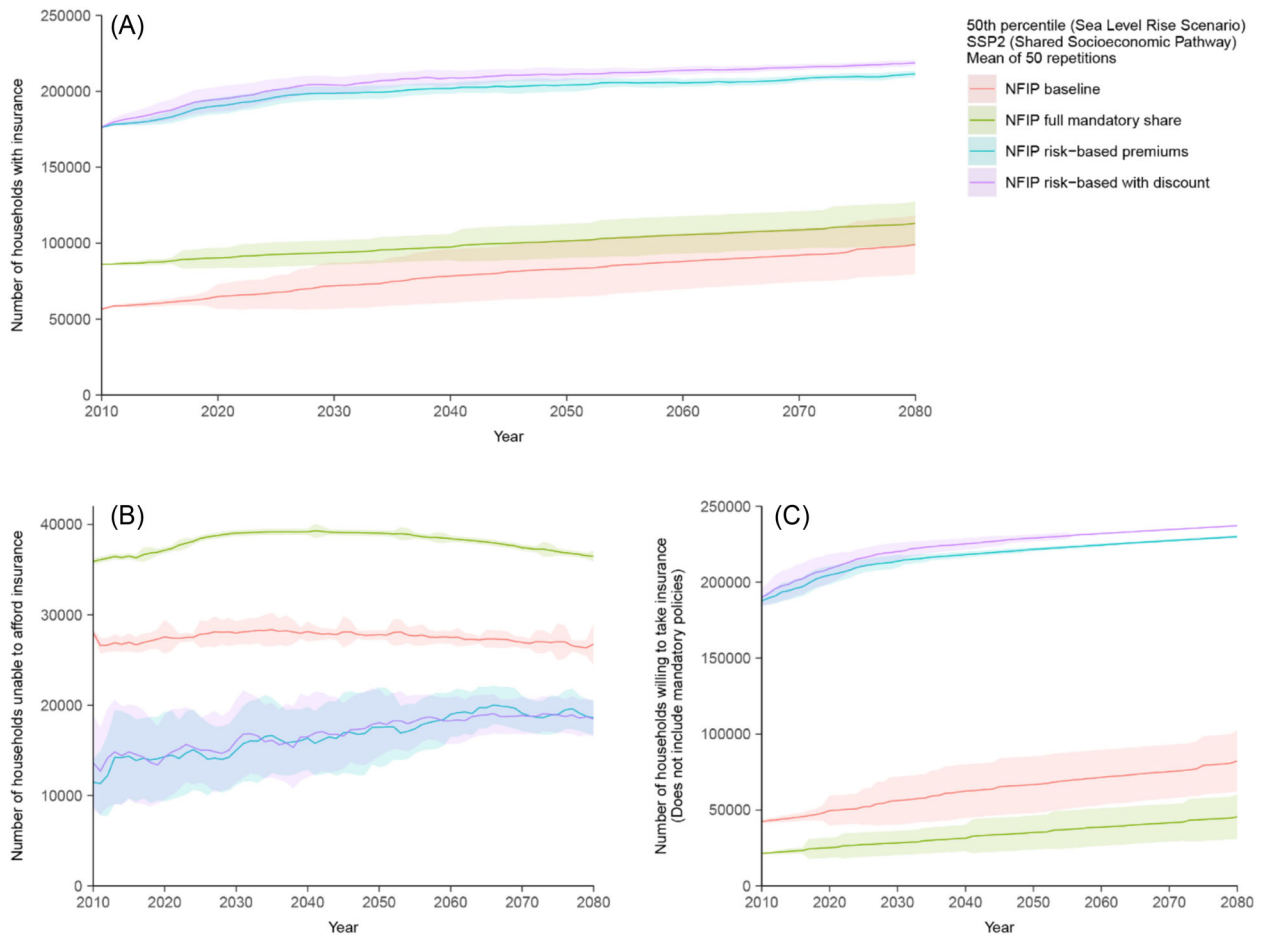 (A)
Number of households with insurance
250000
200000
150000
100000
50000
0
2010
2020
2030
2040
2050
2060
2070
2080
Year
50th percentile (Sea Level Rise Scenario)
SSP2 (Shared Socioeconomic Pathway)
Mean of 50 repetitions
NFIP baseline
NFIP full mandatory share
NFIP risk−based premiums
NFIP risk−based with discount
(B)
Number of households unable to afford insurance
40000
30000
20000
10000
0
2010
2020
2030
2040
2050
2060
2070
2080
Year
(C)
Number of households willing to take insurance
(Does not include mandatory policies)
250000
200000
150000
100000
50000
0
2010
2020
2030
2040
2050
2060
2070
2080
Year